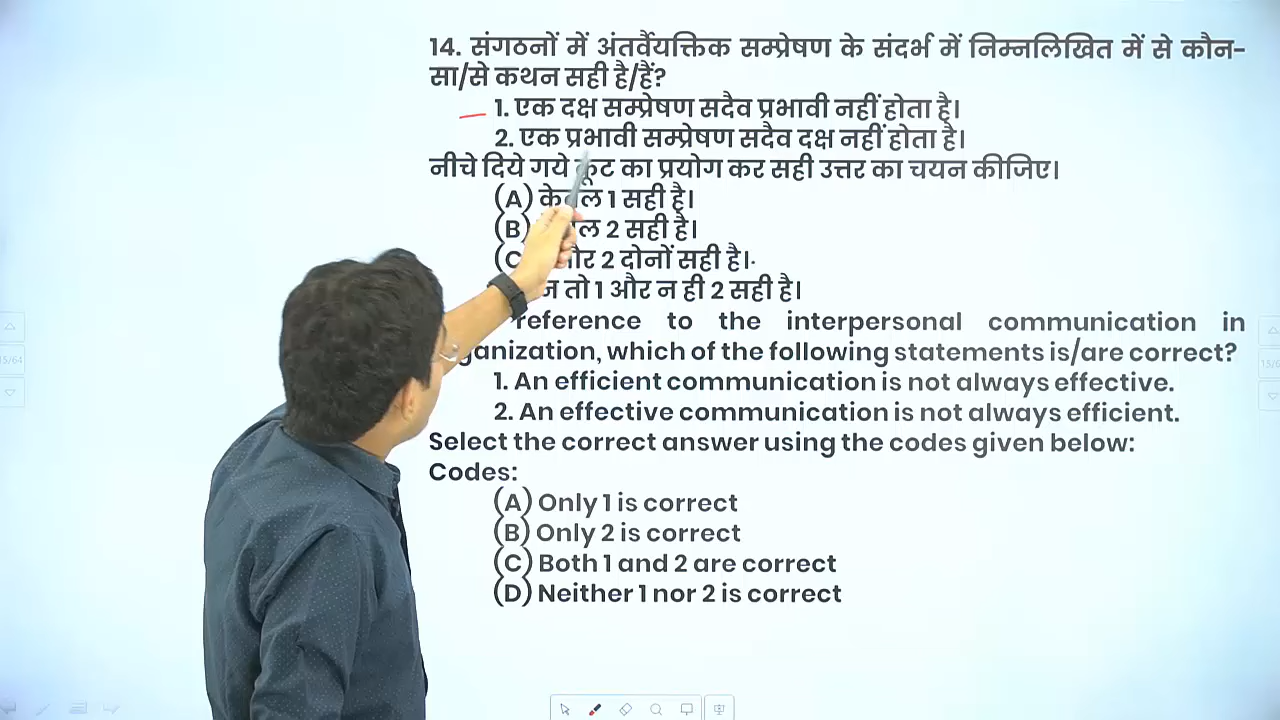 14. संगठनों में अंतर्वैयक्तिक सम्प्रेषण के संदर्भ में निम्नलिखित में से कौन-
सा/से कथन सही है/हैं?
1. एक दक्ष सम्प्रेषण सदैव प्रभावी नहीं होता है।
2. एक प्रभावी सम्प्रेषण सदैव दक्ष नहीं होता है।
नीचे दिये गये कूट का प्रयोग कर सही उत्तर का चयन कीजिए।
(A) केवल 1 सही है।
(B) 2 सही है।
(C) 2 दोनों सही है।
न तो 1 और न ही 2 सही है।
reference to the interpersonal communication in
which of the following statements is/are correct?
1. An efficient communication is not always effective.
2. An effective communication is not always efficient.
Select the correct answer using the codes given below:
Codes:
(A) Only 1 is correct
(B) Only 2 is correct
(C) Both 1 and 2 are correct
(D) Neither 1 nor 2 is correct